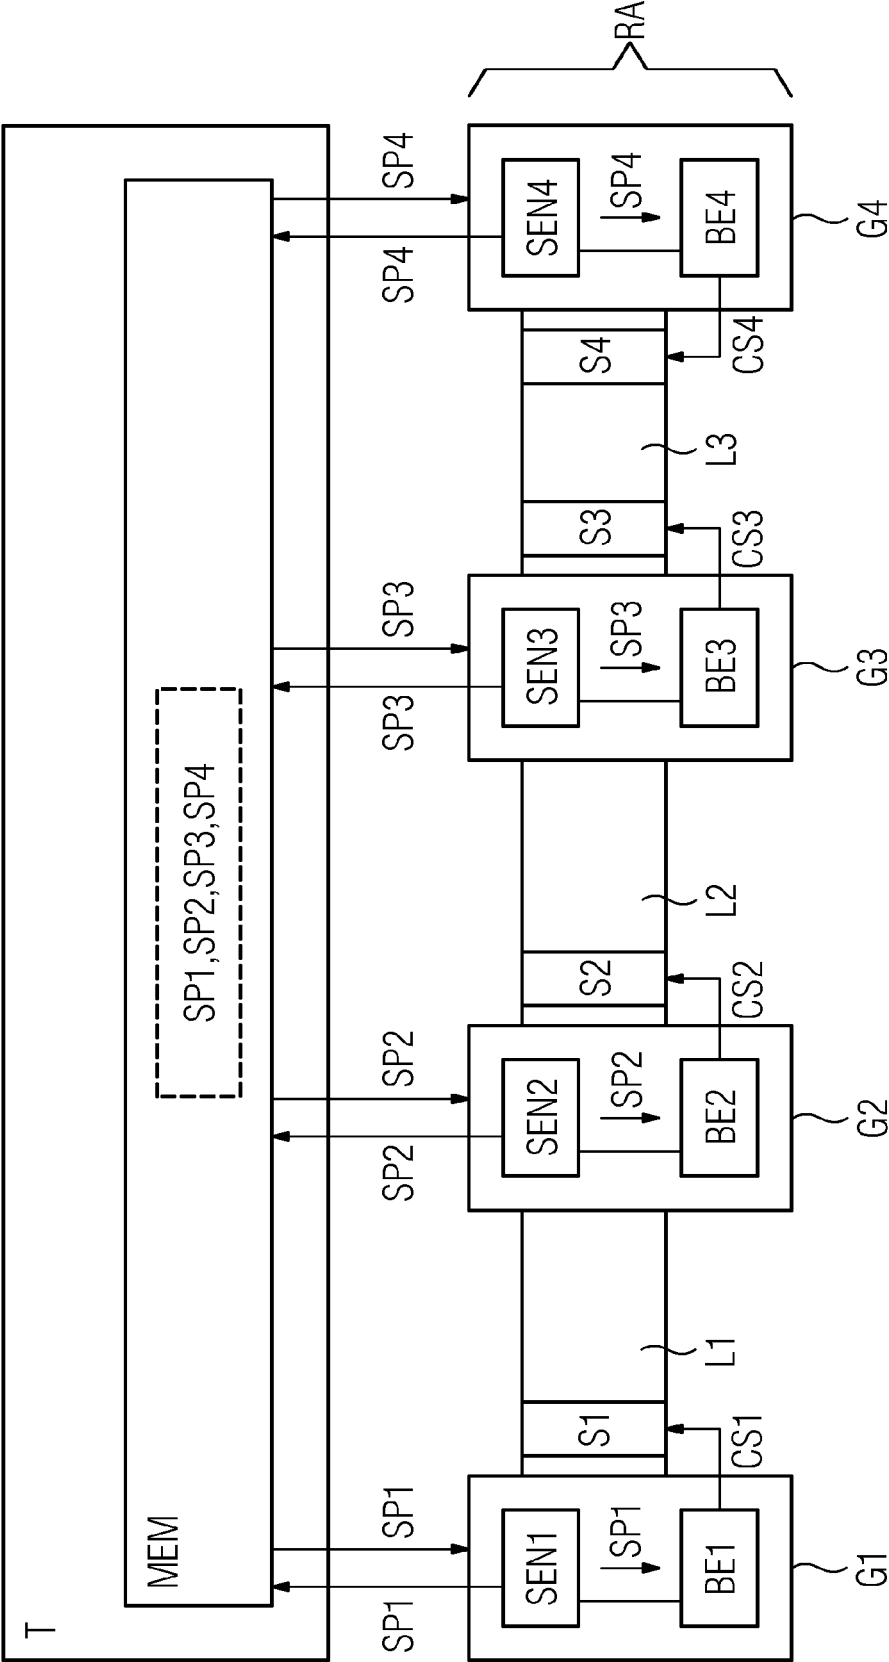 T
MEM
SP1,SP2,SP3,SP4
SP1
SP1
SP2
SP2
SP3
SP3
SP4
SP4
SEN1
SP1
BE1
S1
CS1
L1
SEN2
SP2
BE2
S2
CS2
L2
SEN3
SP3
BE3
S3
CS3
L3
S4
CS4
SEN4
SP4
BE4
RA
G1
G2
G3
G4